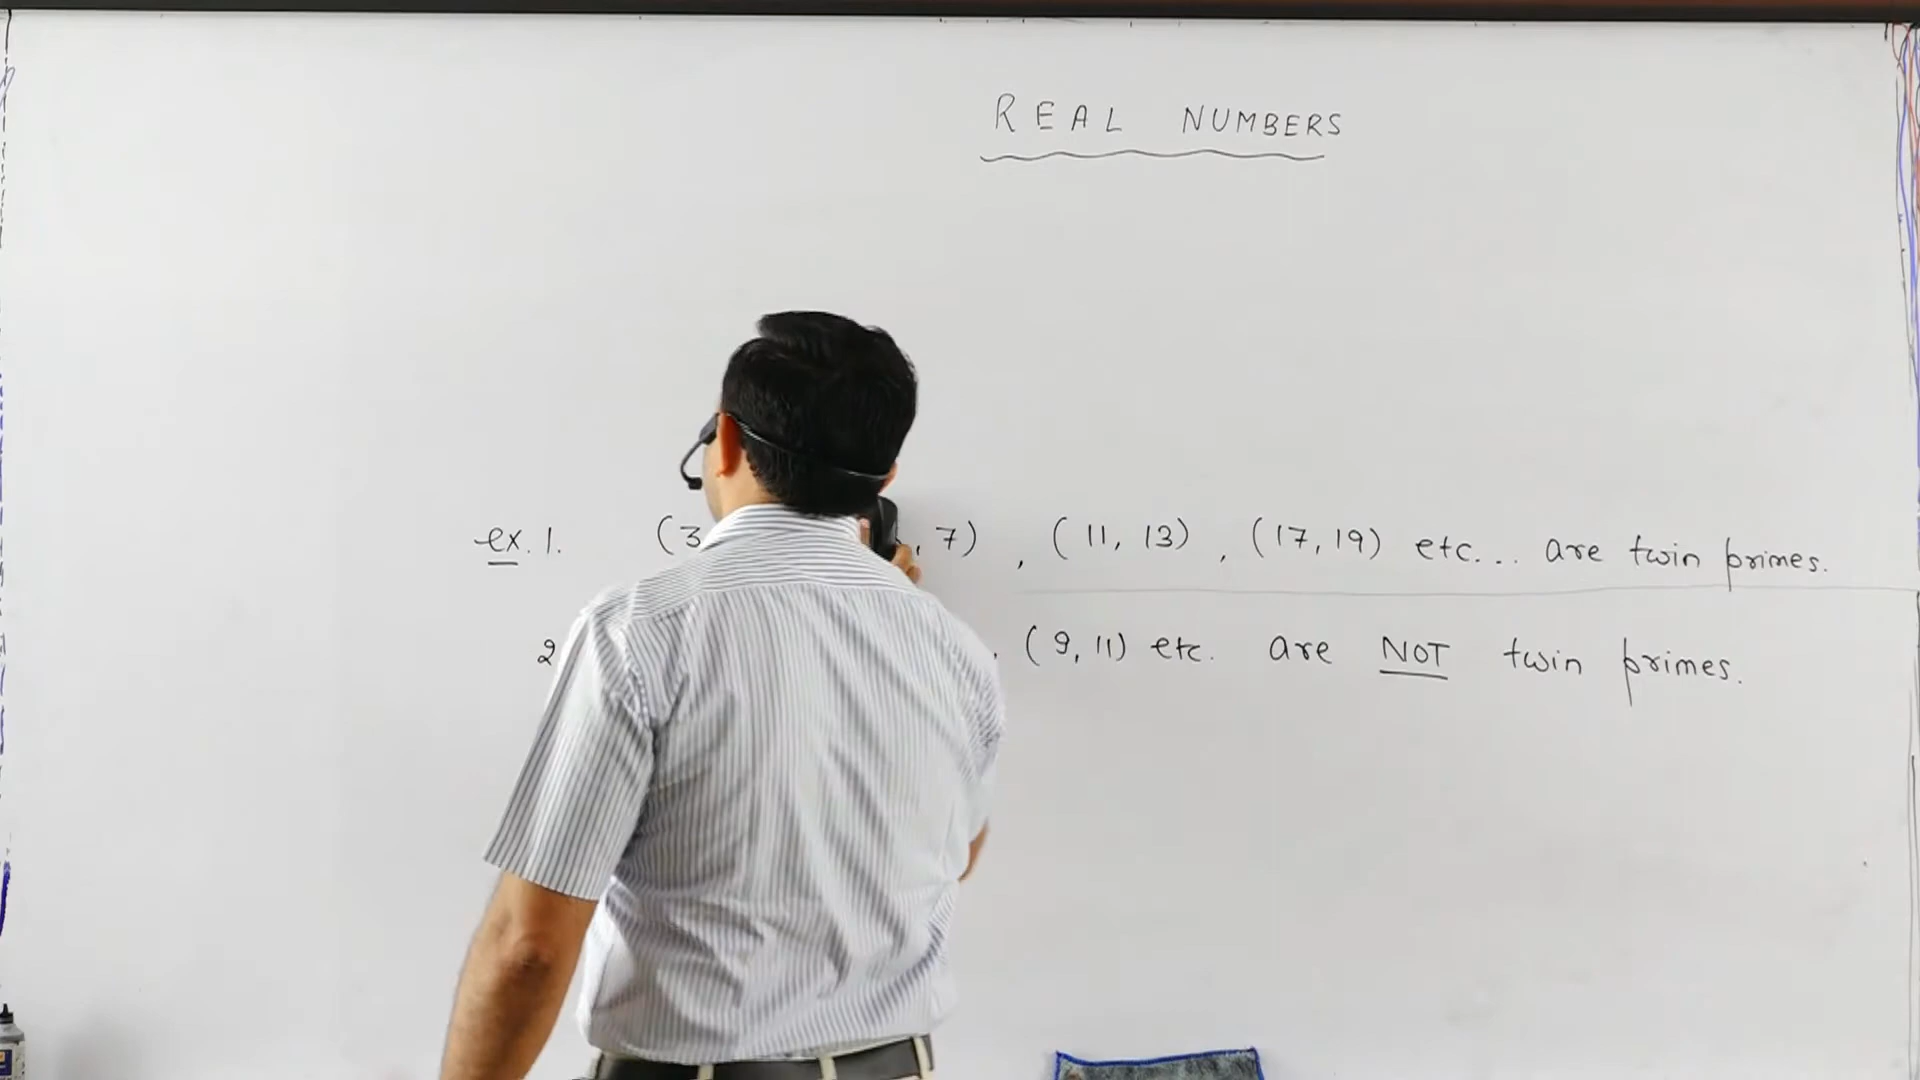 REAL NUMBERS
ex. 1. (3 , 7) , (11, 13) , (17, 19) etc... are twin primes.
2 , (9, 11) etc. are NOT twin primes.